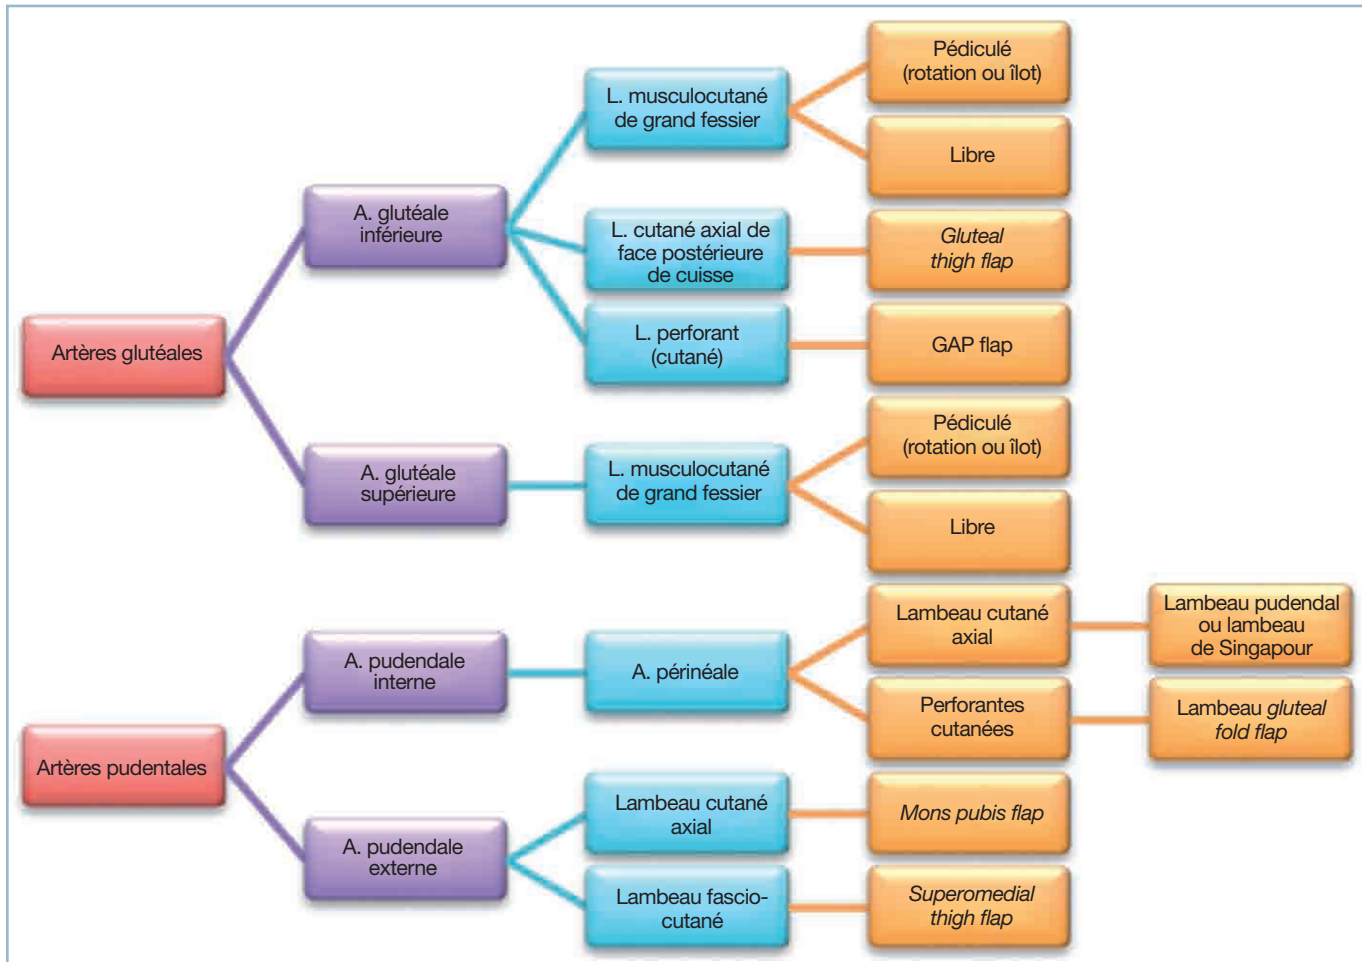 Artères glutéales
A. glutéale
inférieure
L. musculocutané
de grand fessier
Pédiculé
(rotation ou îlot)
Libre
L. cutané axial de
face postérieure
de cuisse
Gluteal
thigh flap
L. perforant
(cutané)
GAP flap
A. glutéale
supérieure
L. musculocutané
de grand fessier
Pédiculé
(rotation ou îlot)
Libre
Artères pudentales
A. pudendale
interne
A. périnéale
Lambeau cutané
axial
Lambeau pudendal
ou lambeau
de Singapour
Perforantes
cutanées
Lambeau gluteal
fold flap
A. pudendale
externe
Lambeau cutané
axial
Mons pubis flap
Lambeau fascio-
cutané
Superomedial
thigh flap